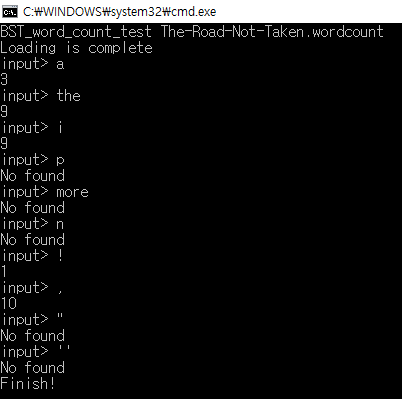 C:₩WINDOWS₩system32₩cmd.exe
BST_word_count_test The-Road-Not-Taken.wordcount
Loading is complete
input> a
3
input> the
9
input> i
9
input> p
No found
input> more
No found
input> n
No found
input> !
1
input> ,
10
input> "
No found
input> ''
No found
Finish!